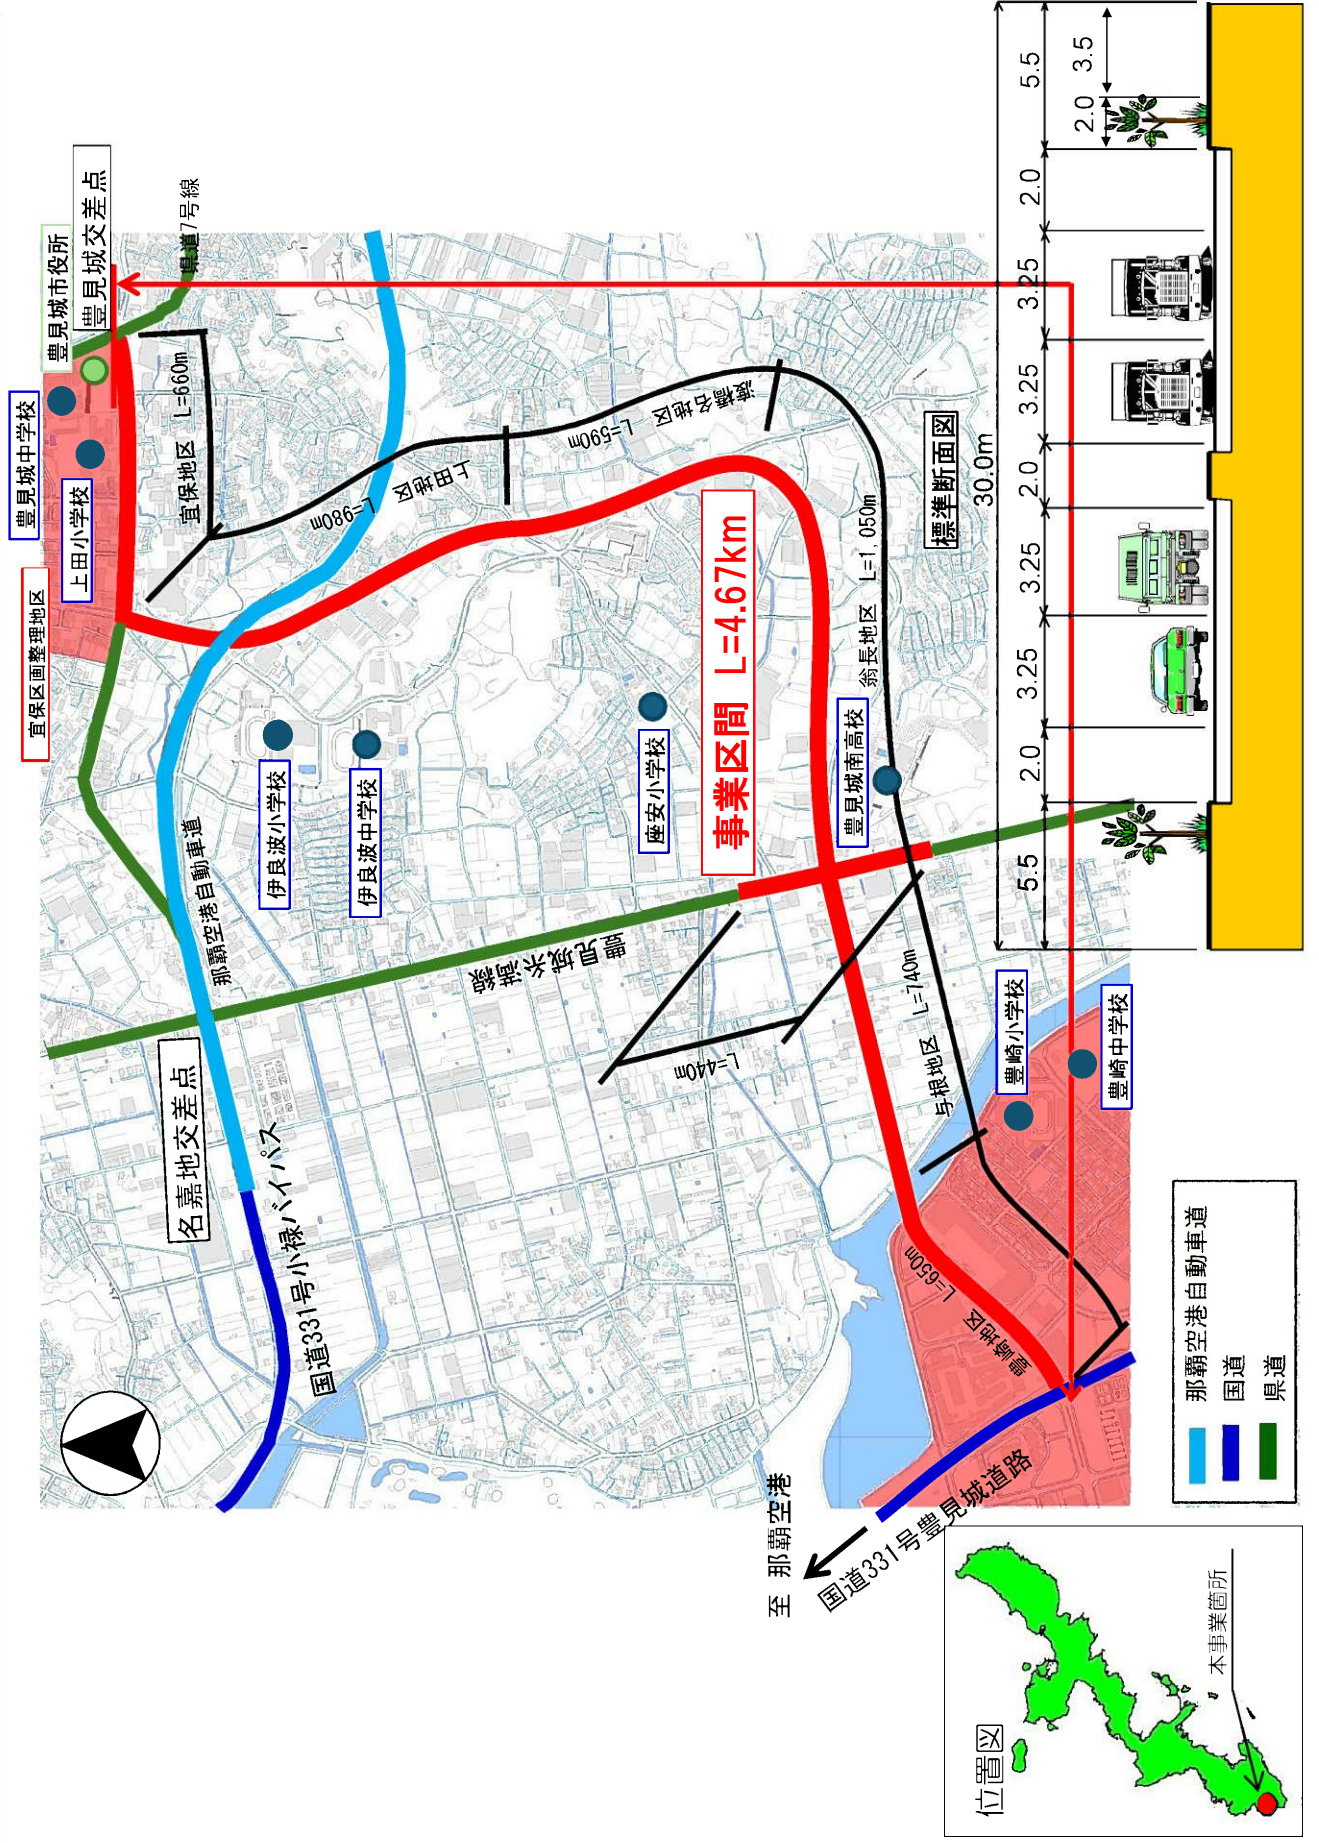 豊見城中学校
上田小学校
豊見城市役所
豊見城交差点
県道7号線
宜保区画整理地区
宜保地区 L=660m
上田地区 L=980m
渡橋名地区 L=590m
翁長地区 L=1,050m
与根地区 L=740m
L=440m
豊崎地区 L=650m
事業区間 L=4.67km
伊良波小学校
伊良波中学校
座安小学校
豊見城南高校
豊崎小学校
豊崎中学校
那覇空港自動車道
豊見城糸満線
名嘉地交差点
国道331号小禄バイパス
至 那覇空港
国道331号豊見城道路
標準断面図
30.0m
5.5
2.0
3.25
3.25
2.0
3.25
3.25
2.0
5.5
2.0
3.5
那覇空港自動車道
国道
県道
位置図
本事業箇所